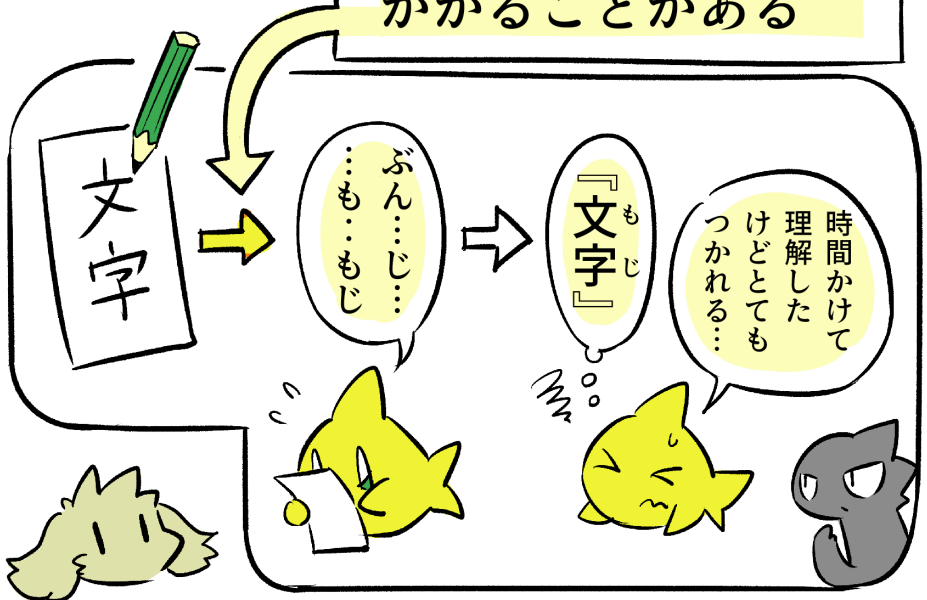 かかることがある
文字
ぶん…じ…
…も‥もじ
『文字』
もじ
時間かけて
理解した
けどとても
つかれる…